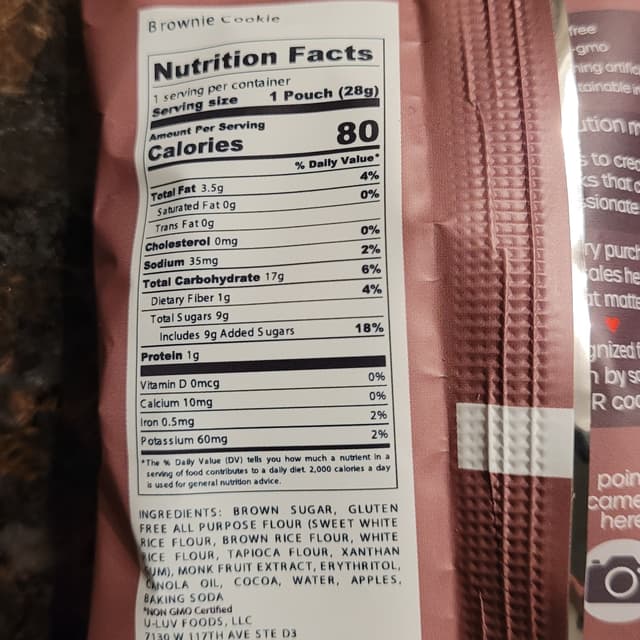 Brownie Cookie
Nutrition Facts
1 serving per container
Serving size 1 Pouch (28g)
Amount Per Serving
Calories 80
% Daily Value*
Total Fat 3.5g 4%
Saturated Fat 0g 0%
Trans Fat 0g
Cholesterol 0mg 0%
Sodium 35mg 2%
Total Carbohydrate 17g 6%
Dietary Fiber 1g 4%
Total Sugars 9g
Includes 9g Added Sugars 18%
Protein 1g
Vitamin D 0mcg 0%
Calcium 10mg 0%
Iron 0.5mg 2%
Potassium 60mg 2%
*The % Daily Value (DV) tells you how much a nutrient in a
serving of food contributes to a daily diet. 2,000 calories a day
is used for general nutrition advice.
INGREDIENTS: BROWN SUGAR, GLUTEN
FREE ALL PURPOSE FLOUR (SWEET WHITE
RICE FLOUR, BROWN RICE FLOUR, WHITE
RICE FLOUR, TAPIOCA FLOUR, XANTHAN
GUM), MONK FRUIT EXTRACT, ERYTHRITOL,
CANOLA OIL, COCOA, WATER, APPLES,
BAKING SODA
*NON GMO Certified
U-LUV FOODS, LLC
7130 W 117TH AVE STE D3
free
-gmo
to
that
at
by
R